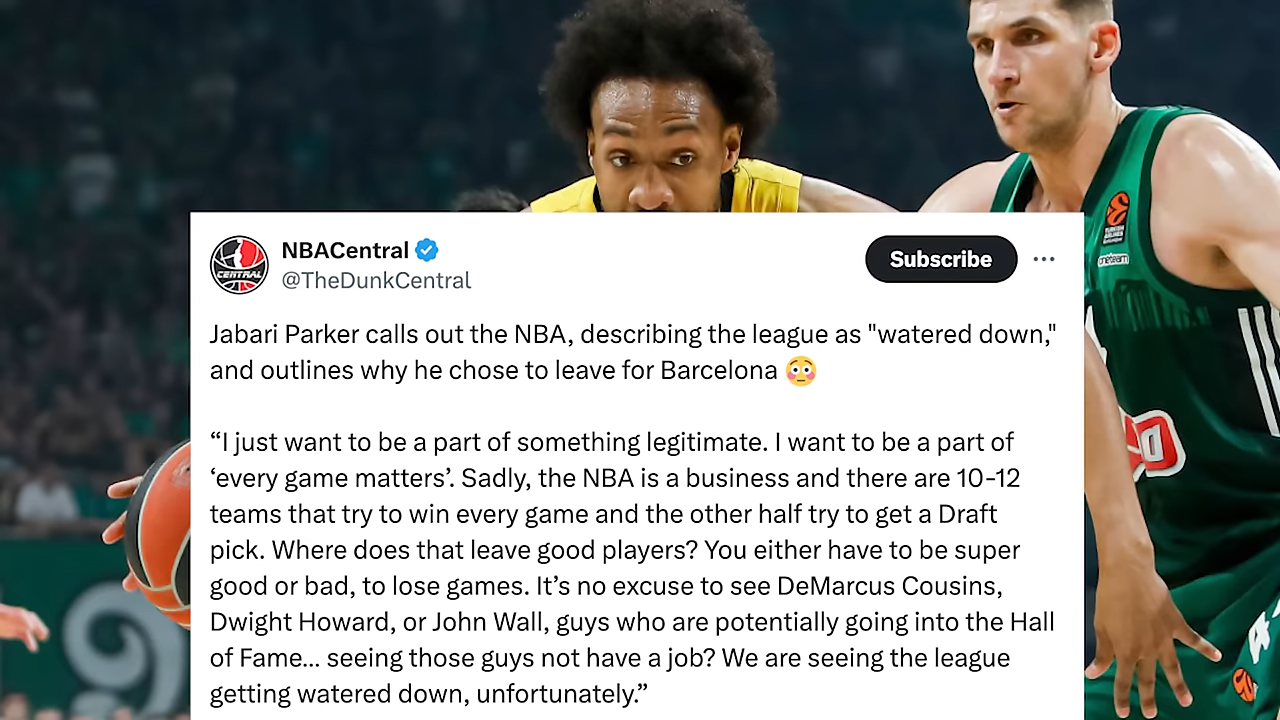 NBACentral
@TheDunkCentral
Subscribe
CENTRAL
Jabari Parker calls out the NBA, describing the league as "watered down,"
and outlines why he chose to leave for Barcelona 😳
“I just want to be a part of something legitimate. I want to be a part of
‘every game matters’. Sadly, the NBA is a business and there are 10-12
teams that try to win every game and the other half try to get a Draft
pick. Where does that leave good players? You either have to be super
good or bad, to lose games. It’s no excuse to see DeMarcus Cousins,
Dwight Howard, or John Wall, guys who are potentially going into the Hall
of Fame... seeing those guys not have a job? We are seeing the league
getting watered down, unfortunately.”
TURKISH
AIRLINES
4